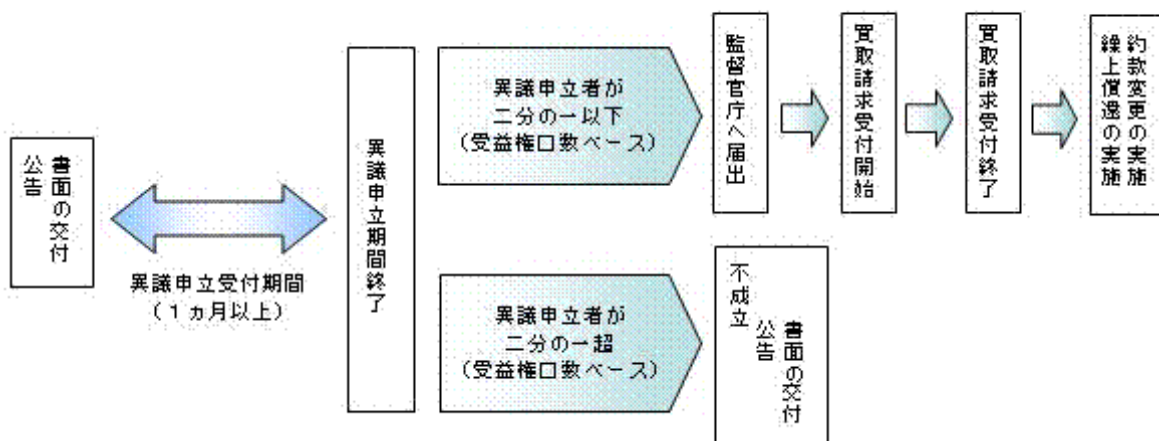 書面の交付
公告
異議申立受付期間
(1ヵ月以上)
異議申立期間終了
異議申立者が
二分の一以下
(受益権口数ベース)
監督官庁へ届出
買取請求受付開始
買取請求受付終了
約款変更の実施
繰上償還の実施
異議申立者が
二分の一超
(受益権口数ベース)
不成立
書面の交付
公告